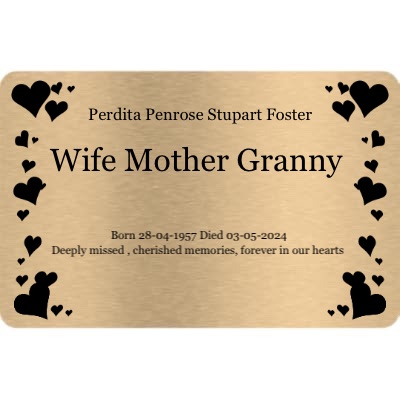 Perdita Penrose Stupart Foster
Wife Mother Granny
Born 28-04-1957 Died 03-05-2024
Deeply missed , cherished memories, forever in our hearts